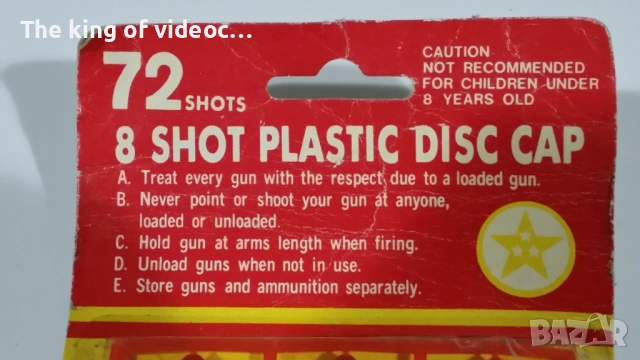 The king of videoc...
72 SHOTS
CAUTION
NOT RECOMMENDED
FOR CHILDREN UNDER
8 YEARS OLD
8 SHOT PLASTIC DISC CAP
A. Treat every gun with the respect due to a loaded gun.
B. Never point or shoot your gun at anyone,
loaded or unloaded.
C. Hold gun at arms length when firing.
D. Unload guns when not in use.
E. Store guns and ammunition separately.
BAZAR